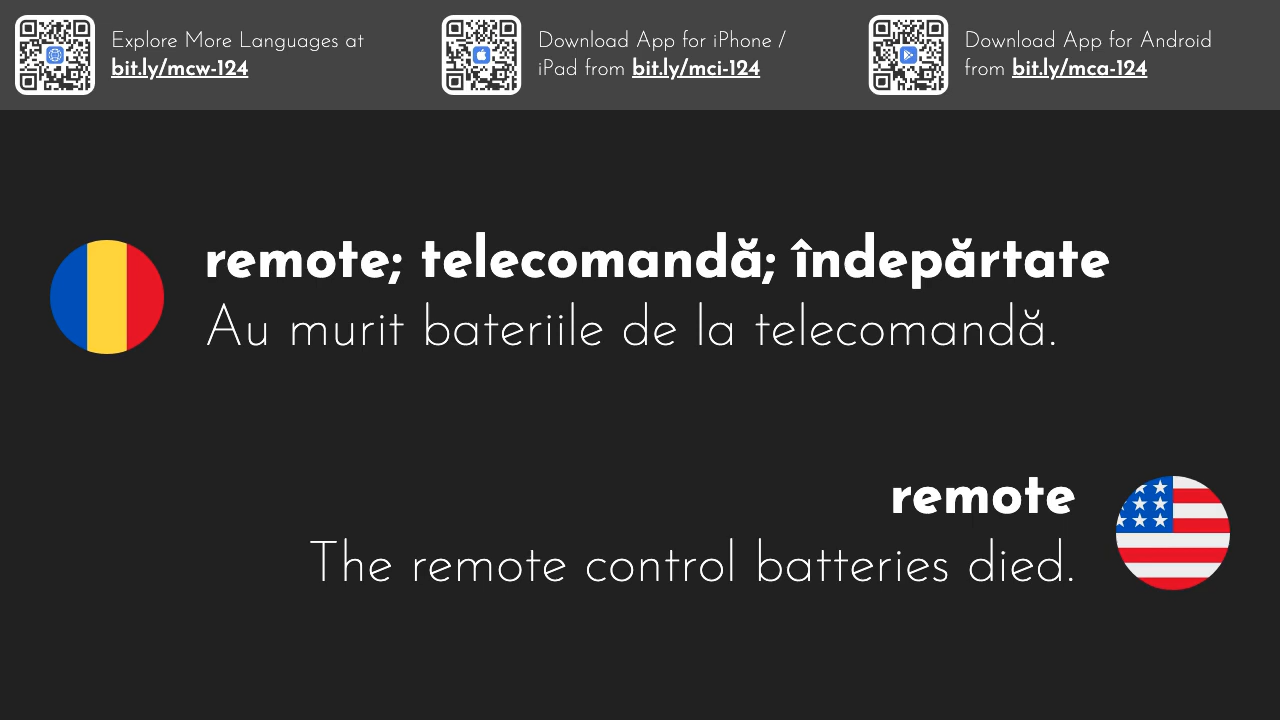 Explore More Languages at
bit.ly/mcw-124
Download App for iPhone /
iPad from bit.ly/mci-124
Download App for Android
from bit.ly/mca-124
remote; telecomandă; îndepărtate
Au murit bateriile de la telecomandă.
remote
The remote control batteries died.